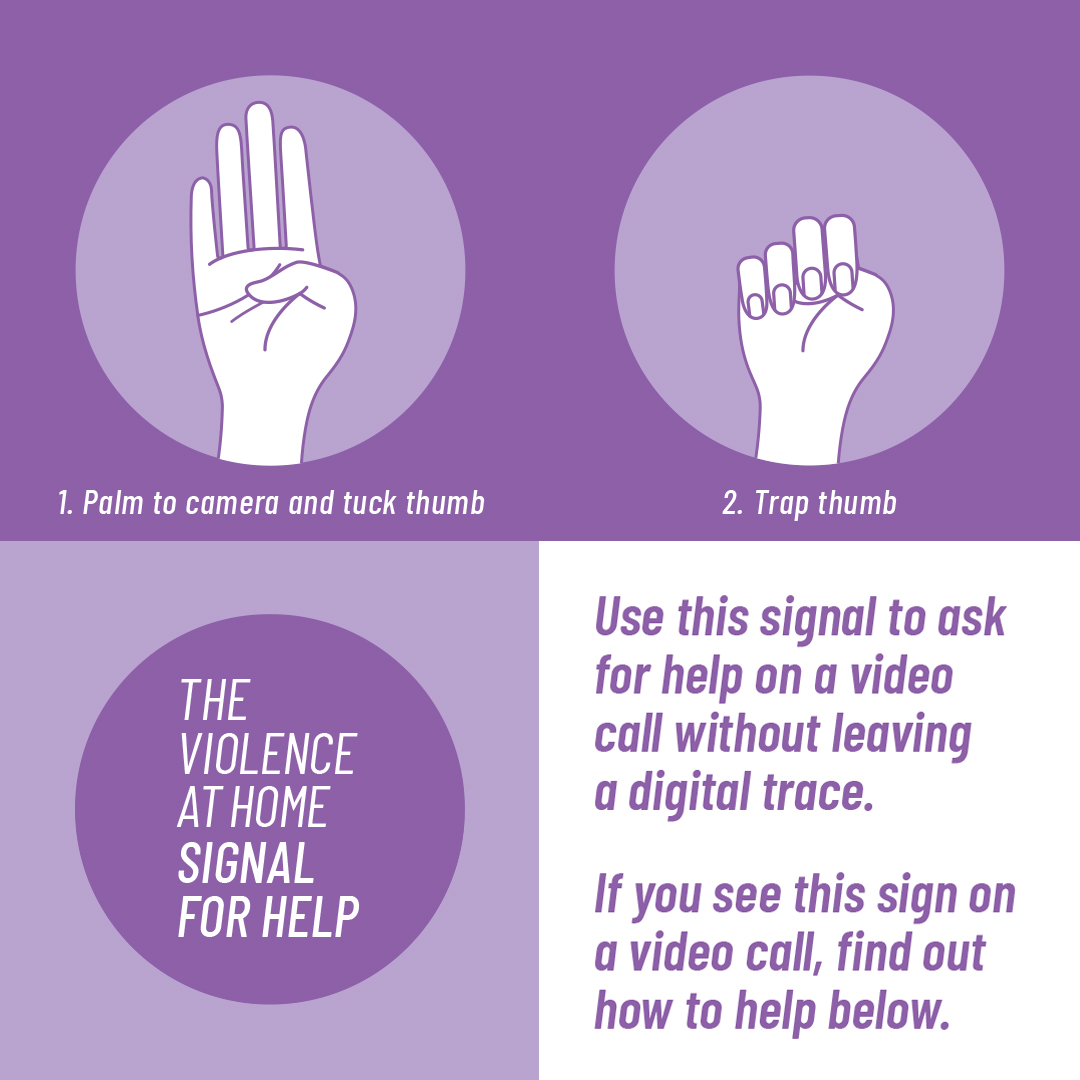 1. Palm to camera and tuck thumb
2. Trap thumb
THE
VIOLENCE
AT HOME
SIGNAL
FOR HELP
Use this signal to ask
for help on a video
call without leaving
a digital trace.
If you see this sign on
a video call, find out
how to help below.